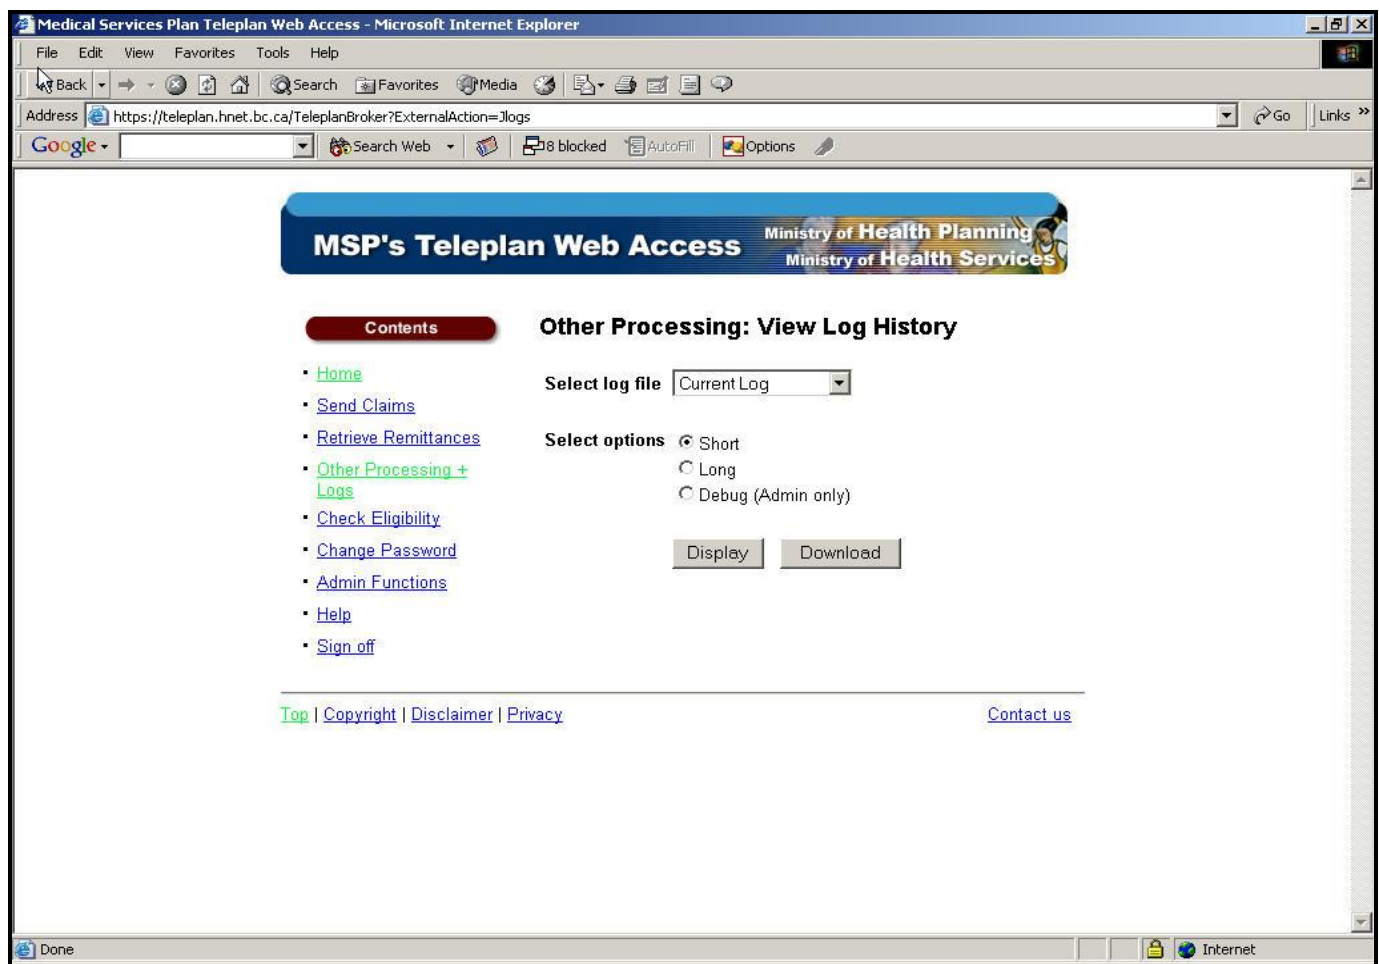 Medical Services Plan Teleplan Web Access - Microsoft Internet Explorer
File Edit View Favorites Tools Help
Back Search Favorites Media
Address https://teleplan.hnet.bc.ca/TeleplanBroker?ExternalAction=Jlogs Go Links »
Google Search Web 8 blocked AutoFill Options
MSP's Teleplan Web Access
Ministry of Health Planning
Ministry of Health Services
Contents
Home
Send Claims
Retrieve Remittances
Other Processing +
Logs
Check Eligibility
Change Password
Admin Functions
Help
Sign off
Other Processing: View Log History
Select log file Current Log
Select options Short
Long
Debug (Admin only)
Display Download
Top | Copyright | Disclaimer | Privacy Contact us
Done Internet